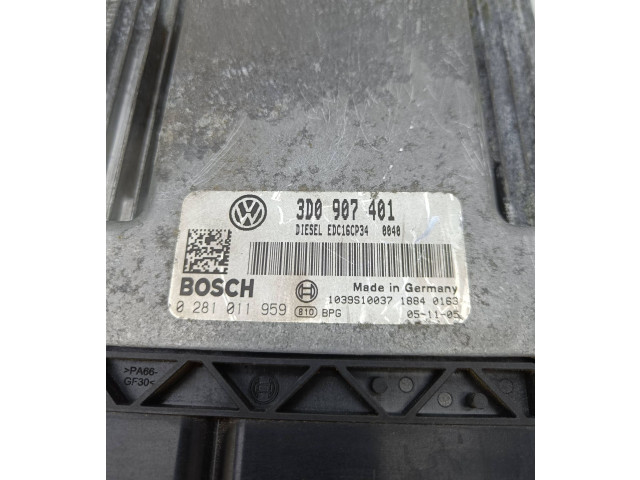 3D0 907 401
DIESEL EDC16CP34 0040
BOSCH
Made in Germany
0 281 011 959
1039S10037 1884 0163
810 BPG
05-11-05
>PA66-
GF30<